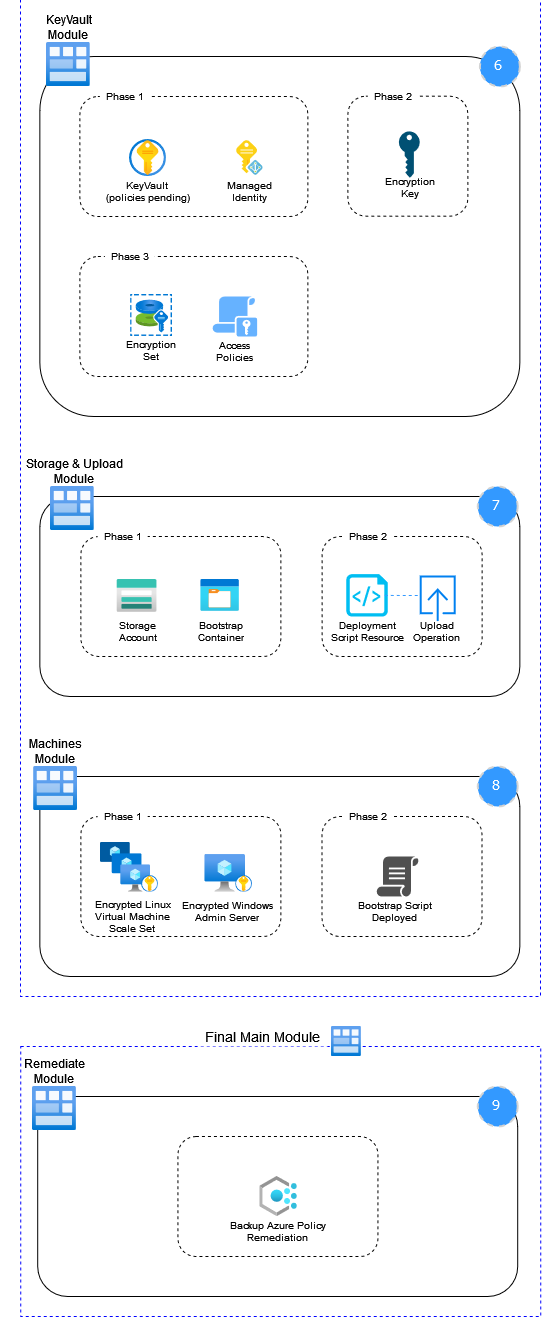 KeyVault
Module
6
Phase 1
Phase 2
KeyVault
(policies pending)
Managed
Identity
Encryption
Key
Phase 3
Encryption
Set
Access
Policies
Storage & Upload
Module
7
Phase 1
Phase 2
Storage
Account
Bootstrap
Container
Deployment
Script Resource
Upload
Operation
Machines
Module
8
Phase 1
Phase 2
Encrypted Linux
Virtual Machine
Scale Set
Encrypted Windows
Admin Server
Bootstrap Script
Deployed
Final Main Module
Remediate
Module
9
Backup Azure Policy
Remediation